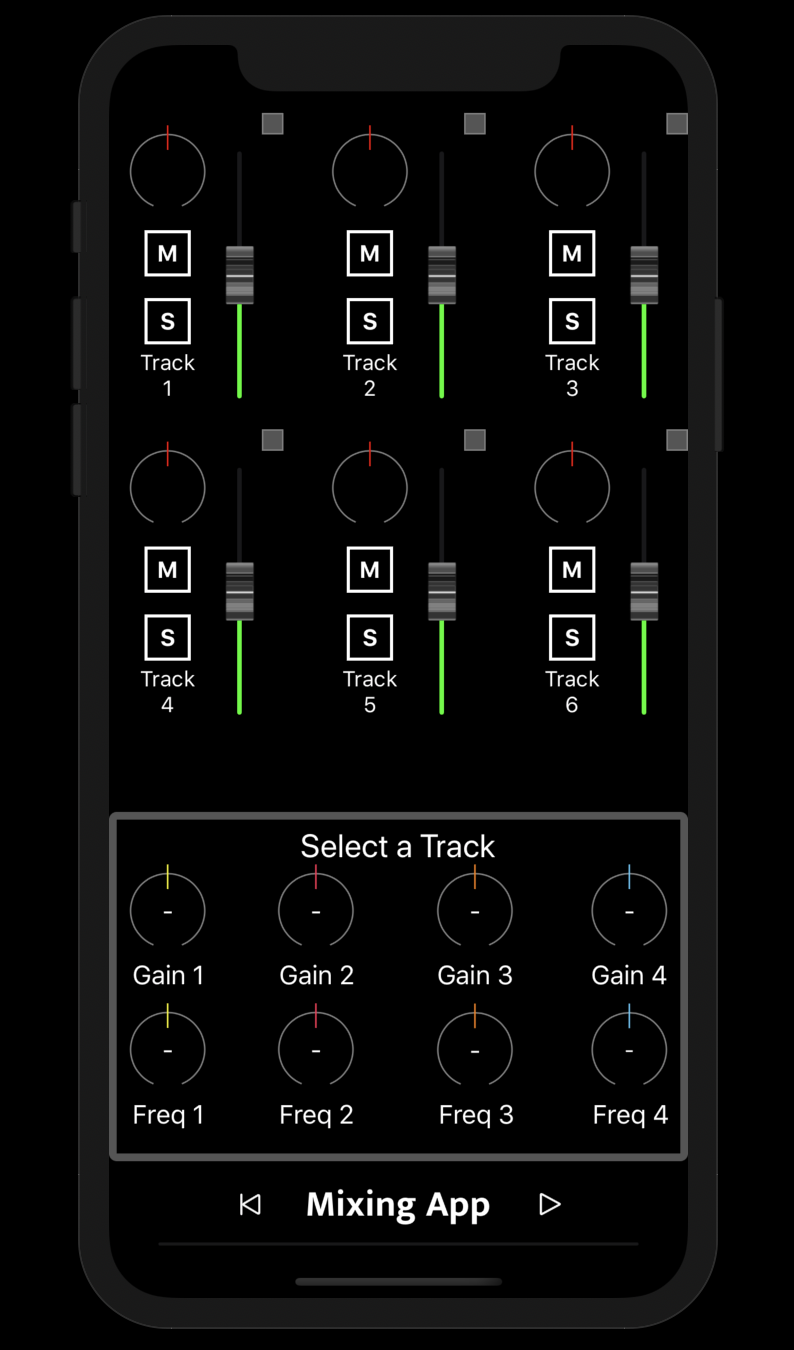 M
M
M
S
S
S
Track
1
Track
2
Track
3
M
M
M
S
S
S
Track
4
Track
5
Track
6
Select a Track
- - - -
Gain 1 Gain 2 Gain 3 Gain 4
- - - -
Freq 1 Freq 2 Freq 3 Freq 4
Mixing App